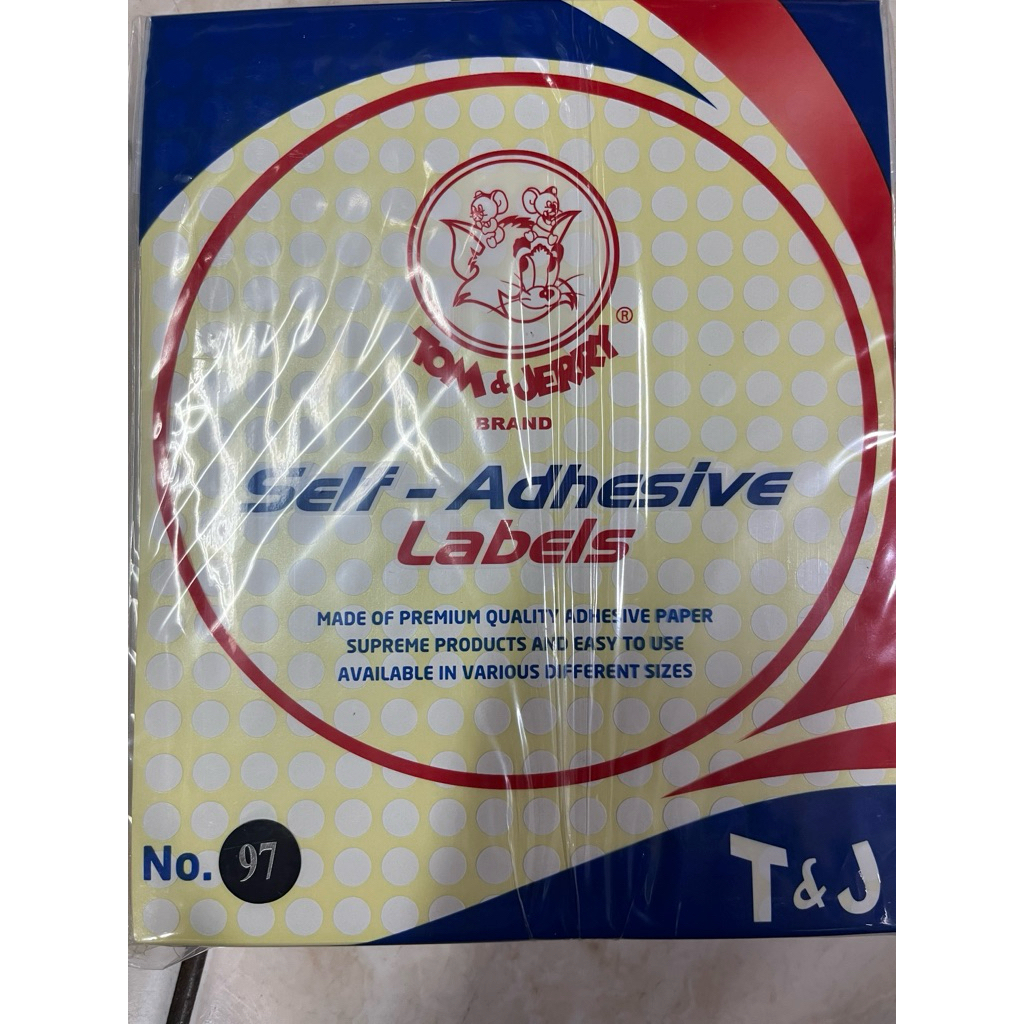 TOM & JERRY
®
BRAND
Self - Adhesive
Labels
MADE OF PREMIUM QUALITY ADHESIVE PAPER
SUPREME PRODUCTS AND EASY TO USE
AVAILABLE IN VARIOUS DIFFERENT SIZES
No. 97
T & J